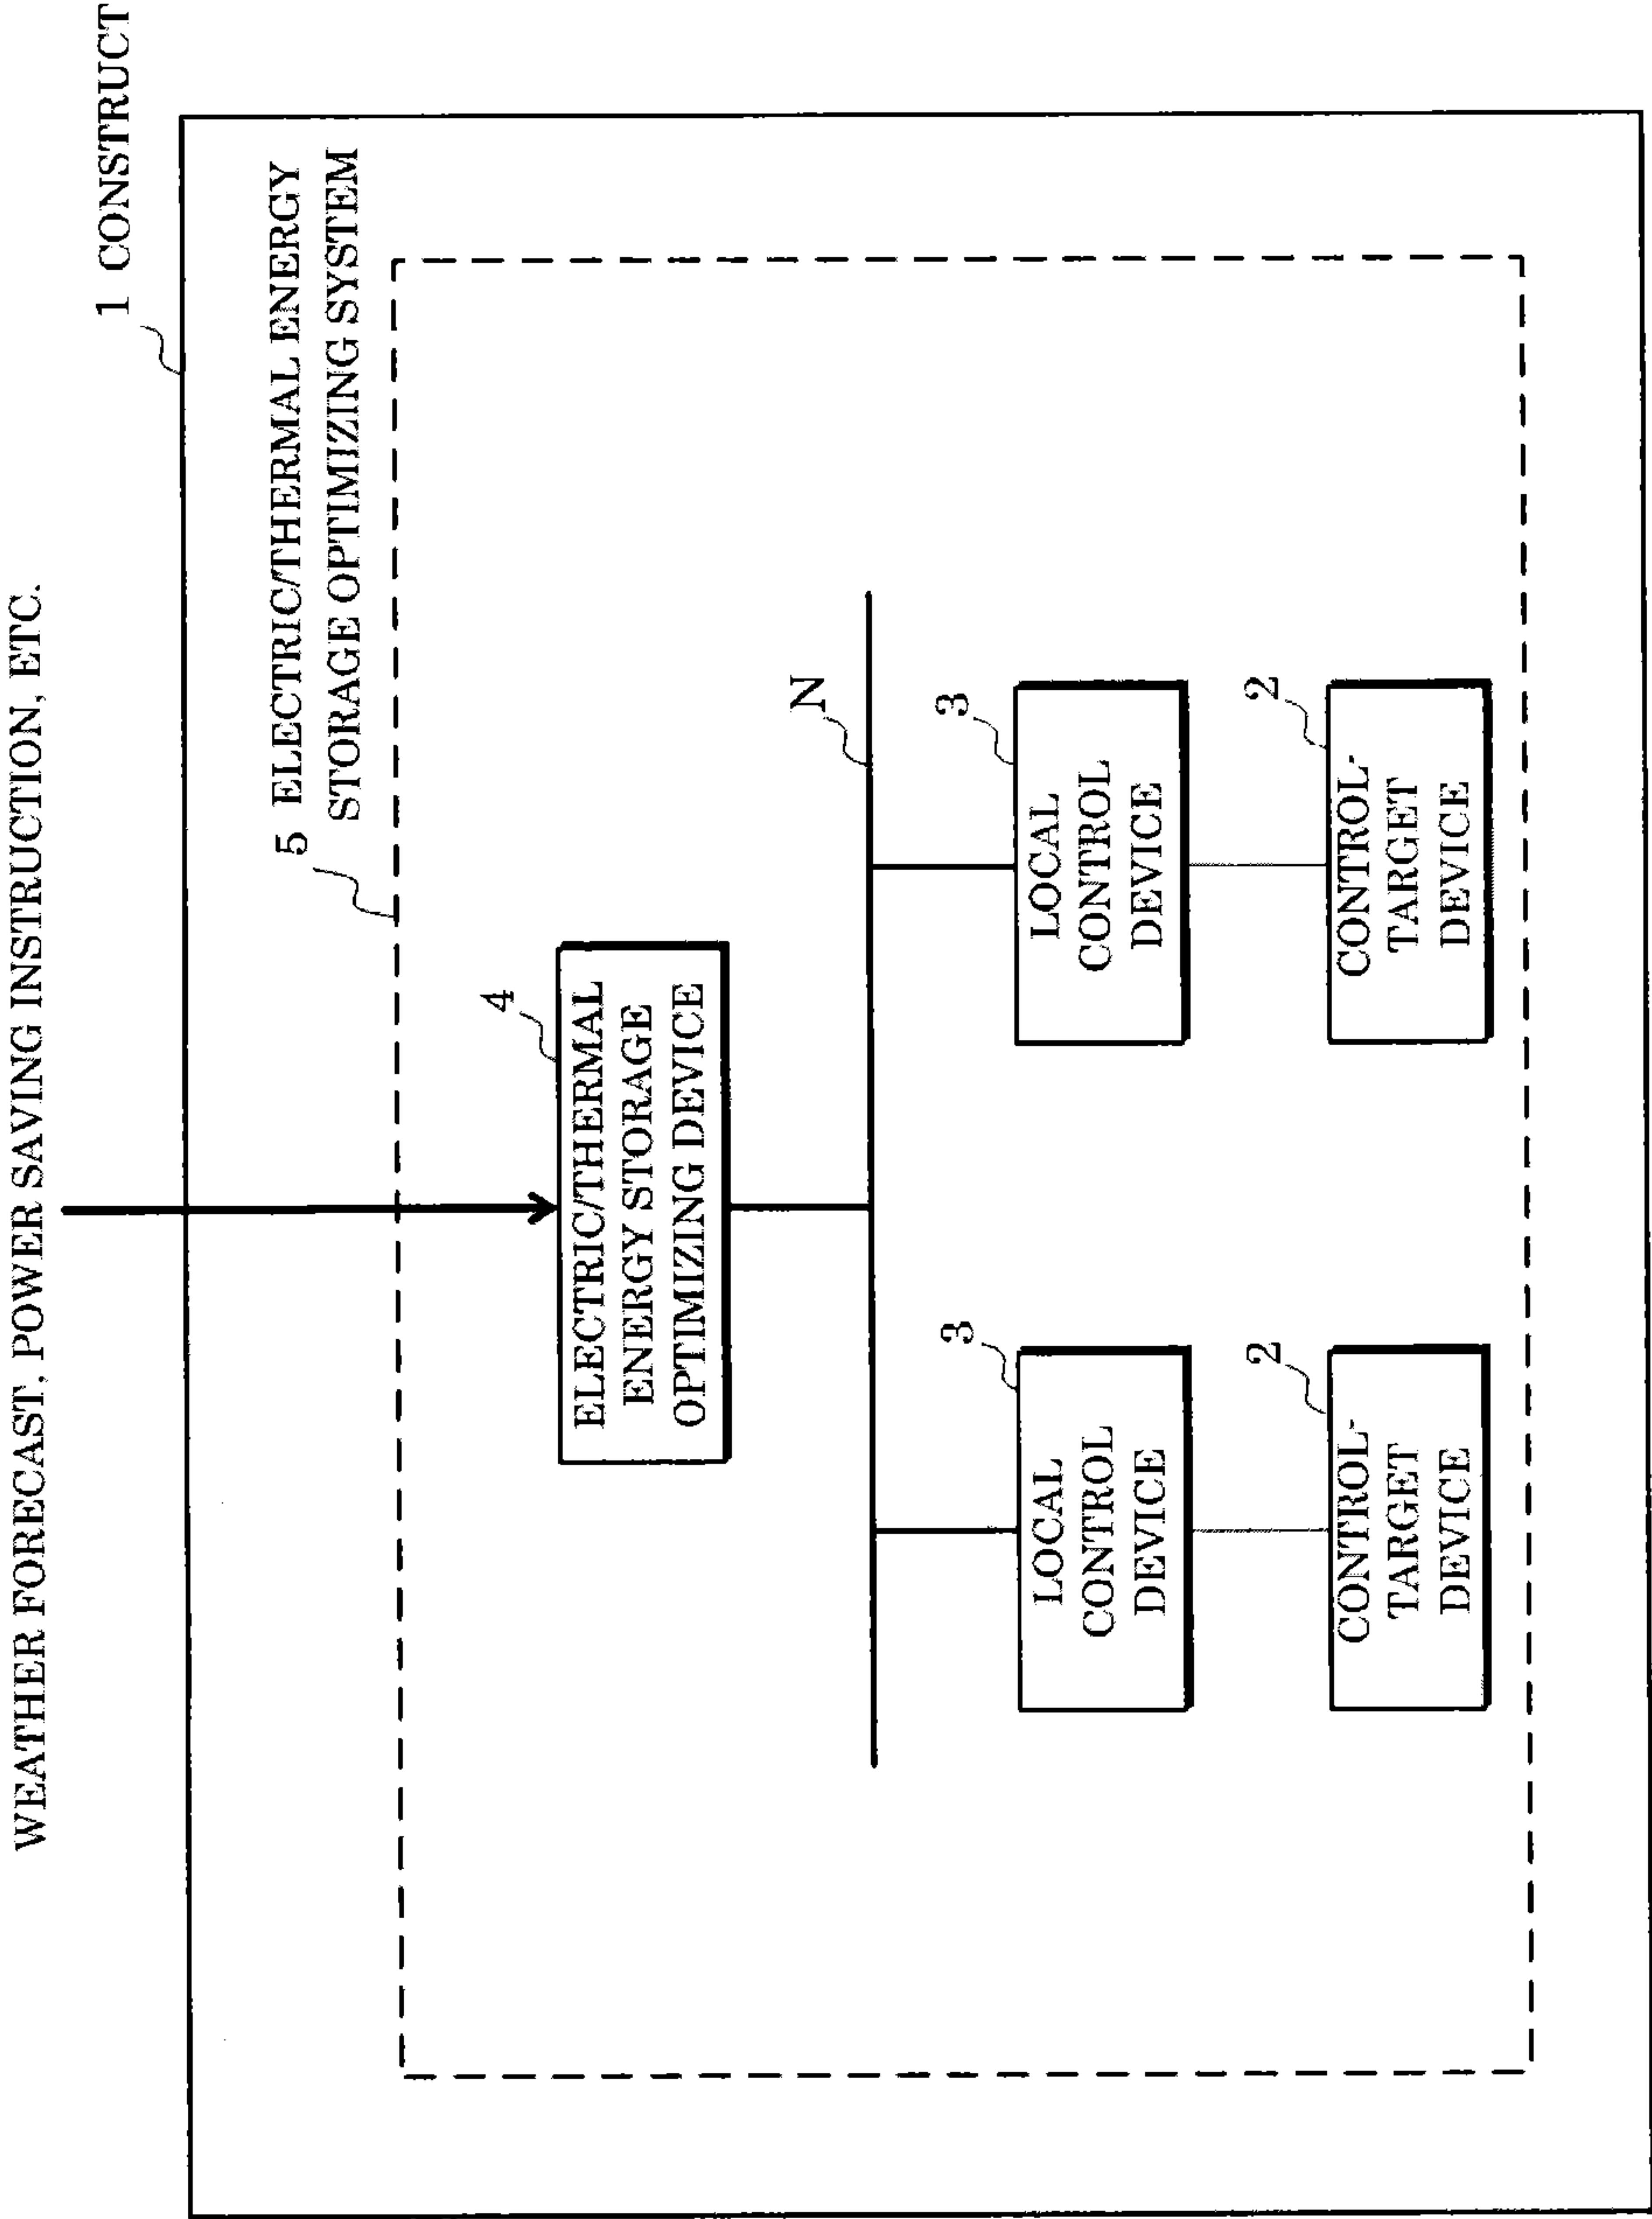 WEATHER FORECAST, POWER SAVING INSTRUCTION, ETC.
1 CONSTRUCT
5 ELECTRIC/THERMAL ENERGY
STORAGE OPTIMIZING SYSTEM
4
ELECTRIC/THERMAL
ENERGY STORAGE
OPTIMIZING DEVICE
N
3
LOCAL
CONTROL
DEVICE
3
LOCAL
CONTROL
DEVICE
2
CONTROL-
TARGET
DEVICE
2
CONTROL-
TARGET
DEVICE